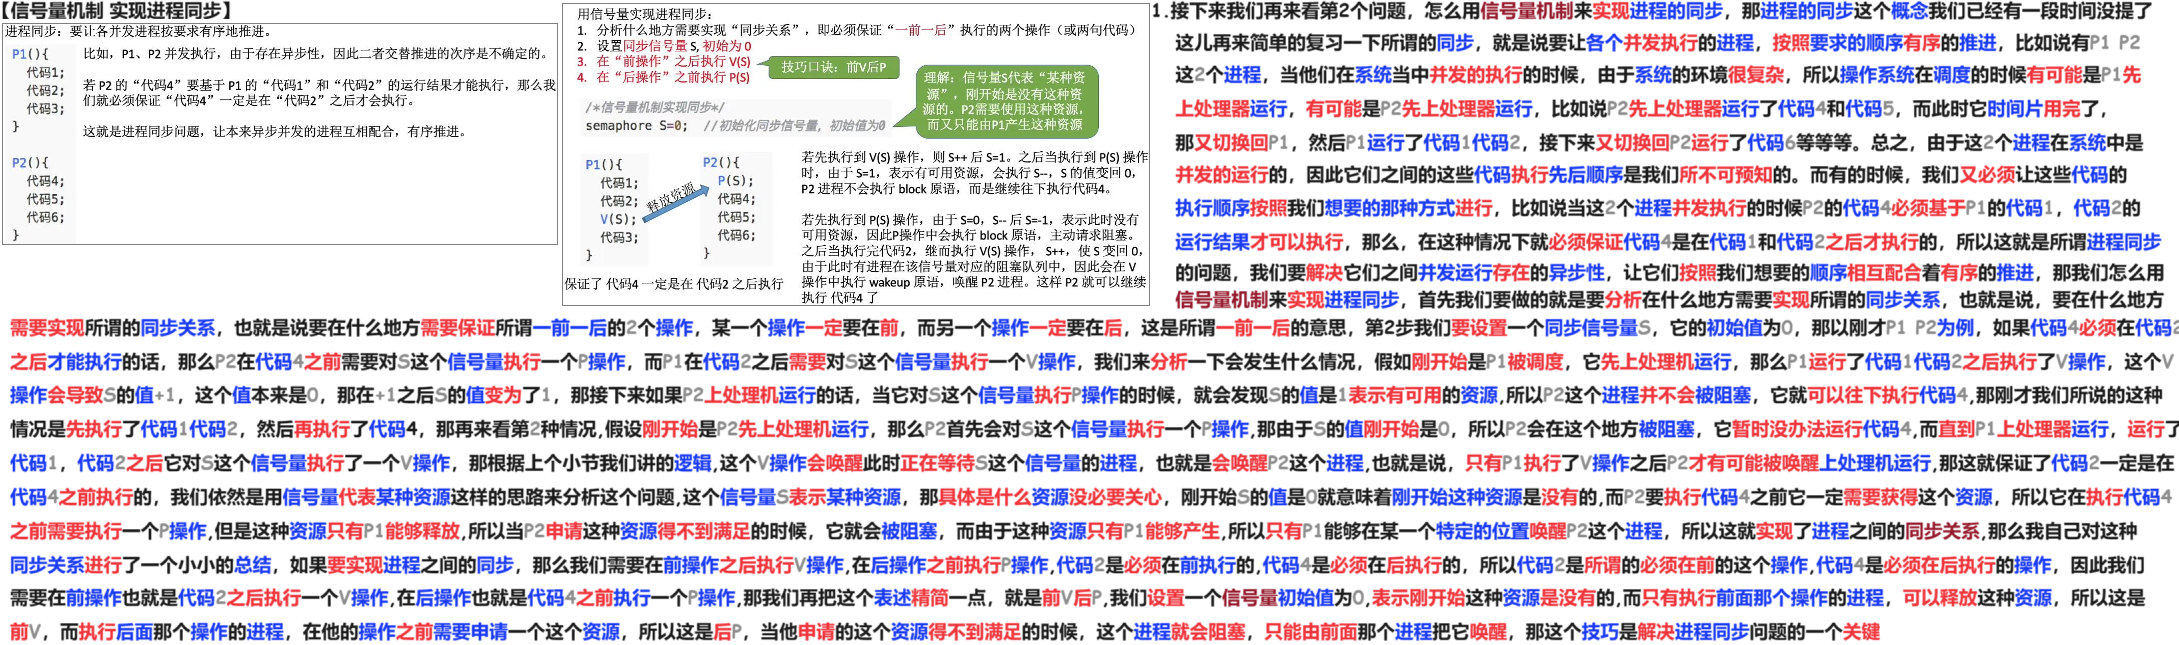 【信号量机制 实现进程同步】
进程同步：要让各并发进程按要求有序地推进。
P1(){
代码1;
代码2;
代码3;
}
P2(){
代码4;
代码5;
代码6;
}
比如，P1、P2 并发执行，由于存在异步性，因此二者交替推进的次序是不确定的。
若 P2 的“代码4”要基于 P1 的“代码1”和“代码2”的运行结果才能执行，那么我
们就必须保证“代码4”一定是在“代码2”之后才会执行。
这就是进程同步问题，让本来异步并发的进程互相配合，有序推进。
用信号量实现进程同步：
1. 分析什么地方需要实现“同步关系”，即必须保证“一前一后”执行的两个操作（或两句代码）
2. 设置同步信号量 S, 初始为 0
3. 在“前操作”之后执行 V(S)
4. 在“后操作”之前执行 P(S)
技巧口诀：前V后P
理解：信号量S代表“某种资
源”，刚开始是没有这种资
源的。P2需要使用这种资源，
而又只能由P1产生这种资源
/*信号量机制实现同步*/
semaphore S=0; //初始化同步信号量，初始值为0
P1(){
代码1;
代码2;
V(S);
代码3;
}
释放资源
P2(){
P(S);
代码4;
代码5;
代码6;
}
保证了 代码4 一定是在 代码2 之后执行
若先执行到 V(S) 操作，则 S++ 后 S=1。之后当执行到 P(S) 操作
时，由于 S=1，表示有可用资源，会执行 S--，S 的值变回 0，
P2 进程不会执行 block 原语，而是继续往下执行代码4。
若先执行到 P(S) 操作，由于 S=0，S-- 后 S=-1，表示此时没有
可用资源，因此P操作中会执行 block 原语，主动请求阻塞。
之后当执行完代码2，继而执行 V(S) 操作， S++，使 S 变回 0，
由于此时有进程在该信号量对应的阻塞队列中，因此会在 V
操作中执行 wakeup 原语，唤醒 P2 进程。这样 P2 就可以继续
执行 代码4 了
1.接下来我们再来看第2个问题，怎么用信号量机制来实现进程的同步，那进程的同步这个概念我们已经有一段时间没提了
这儿再来简单的复习一下所谓的同步，就是说要让各个并发执行的进程，按照要求的顺序有序的推进，比如说有P1 P2
这2个进程，当他们在系统当中并发的执行的时候，由于系统的环境很复杂，所以操作系统在调度的时候有可能是P1先
上处理器运行，有可能是P2先上处理器运行，比如说P2先上处理器运行了代码4和代码5，而此时它时间片用完了，
那又切换回P1，然后P1运行了代码1代码2，接下来又切换回P2运行了代码6等等等。总之，由于这2个进程在系统中是
并发的运行的，因此它们之间的这些代码执行先后顺序是我们所不可预知的。而有的时候，我们又必须让这些代码的
执行顺序按照我们想要的那种方式进行，比如说当这2个进程并发执行的时候P2的代码4必须基于P1的代码1，代码2的
运行结果才可以执行，那么，在这种情况下就必须保证代码4是在代码1和代码2之后才执行的，所以这就是所谓进程同步
的问题，我们要解决它们之间并发运行存在的异步性，让它们按照我们想要的顺序相互配合着有序的推进，那我们怎么用
信号量机制来实现进程同步，首先我们要做的就是要分析在什么地方需要实现所谓的同步关系，也就是说，要在什么地方
需要实现所谓的同步关系，也就是说要在什么地方需要保证所谓一前一后的2个操作，某一个操作一定要在前，而另一个操作一定要在后，这是所谓一前一后的意思，第2步我们要设置一个同步信号量S，它的初始值为0，那以刚才P1 P2为例，如果代码4必须在代码2
之后才能执行的话，那么P2在代码4之前需要对S这个信号量执行一个P操作，而P1在代码2之后需要对S这个信号量执行一个V操作，我们来分析一下会发生什么情况，假如刚开始是P1被调度，它先上处理机运行，那么P1运行了代码1代码2之后执行了V操作，这个V
操作会导致S的值+1，这个值本来是0，那在+1之后S的值变为了1，那接下来如果P2上处理机运行的话，当它对S这个信号量执行P操作的时候，就会发现S的值是1表示有可用的资源,所以P2这个进程并不会被阻塞，它就可以往下执行代码4,那刚才我们所说的这种
情况是先执行了代码1代码2，然后再执行了代码4，那再来看第2种情况,假设刚开始是P2先上处理机运行，那么P2首先会对S这个信号量执行一个P操作,那由于S的值刚开始是0，所以P2会在这个地方被阻塞，它暂时没办法运行代码4,而直到P1上处理器运行，运行了
代码1，代码2之后它对S这个信号量执行了一个V操作，那根据上个小节我们讲的逻辑,这个V操作会唤醒此时正在等待S这个信号量的进程，也就是会唤醒P2这个进程,也就是说，只有P1执行了V操作之后P2才有可能被唤醒上处理机运行,那这就保证了代码2一定是在
代码4之前执行的，我们依然是用信号量代表某种资源这样的思路来分析这个问题,这个信号量S表示某种资源，那具体是什么资源没必要关心，刚开始S的值是0就意味着刚开始这种资源是没有的,而P2要执行代码4之前它一定需要获得这个资源，所以它在执行代码4
之前需要执行一个P操作,但是这种资源只有P1能够释放,所以当P2申请这种资源得不到满足的时候，它就会被阻塞，而由于这种资源只有P1能够产生,所以只有P1能够在某一个特定的位置唤醒P2这个进程，所以这就实现了进程之间的同步关系,那么我自己对这种
同步关系进行了一个小小的总结，如果要实现进程之间的同步，那么我们需要在前操作之后执行V操作,在后操作之前执行P操作,代码2是必须在前执行的,代码4是必须在后执行的，所以代码2是所谓的必须在前的这个操作,代码4是必须在后执行的操作，因此我们
需要在前操作也就是代码2之后执行一个V操作,在后操作也就是代码4之前执行一个P操作,那我们再把这个表述精简一点，就是前V后P,我们设置一个信号量初始值为0,表示刚开始这种资源是没有的,而只有执行前面那个操作的进程，可以释放这种资源，所以这是
前V，而执行后面那个操作的进程，在他的操作之前需要申请一个这个资源，所以这是后P，当他申请的这个资源得不到满足的时候，这个进程就会阻塞，只能由前面那个进程把它唤醒，那这个技巧是解决进程同步问题的一个关键